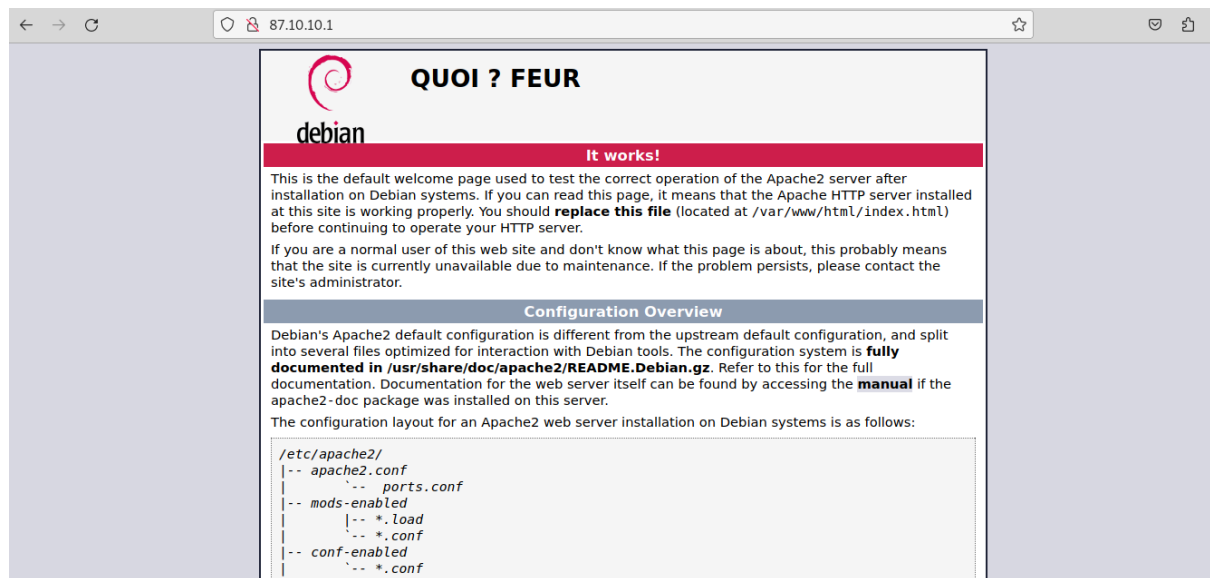 87.10.10.1
QUOI ? FEUR
debian
It works!
This is the default welcome page used to test the correct operation of the Apache2 server after
installation on Debian systems. If you can read this page, it means that the Apache HTTP server installed
at this site is working properly. You should replace this file (located at /var/www/html/index.html)
before continuing to operate your HTTP server.
If you are a normal user of this web site and don't know what this page is about, this probably means
that the site is currently unavailable due to maintenance. If the problem persists, please contact the
site's administrator.
Configuration Overview
Debian's Apache2 default configuration is different from the upstream default configuration, and split
into several files optimized for interaction with Debian tools. The configuration system is fully
documented in /usr/share/doc/apache2/README.Debian.gz. Refer to this for the full
documentation. Documentation for the web server itself can be found by accessing the manual if the
apache2-doc package was installed on this server.
The configuration layout for an Apache2 web server installation on Debian systems is as follows:
/etc/apache2/
|-- apache2.conf
|       `--  ports.conf
|-- mods-enabled
|       |-- *.load
|       `-- *.conf
|-- conf-enabled
|       `-- *.conf